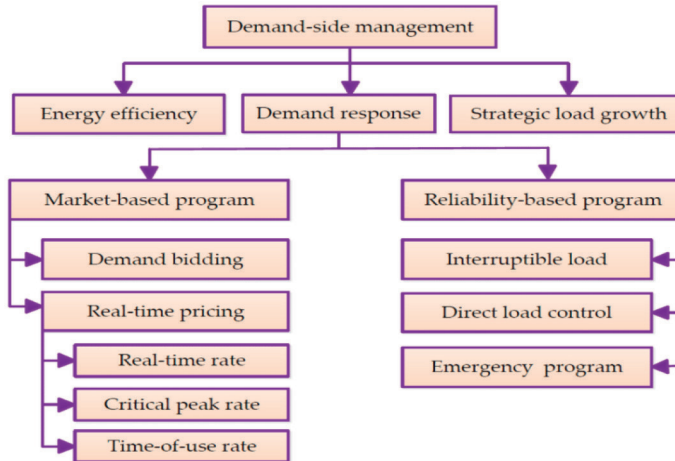 Demand-side management
Energy efficiency
Demand response
Strategic load growth
Market-based program
Reliability-based program
Demand bidding
Interruptible load
Real-time pricing
Direct load control
Real-time rate
Emergency program
Critical peak rate
Time-of-use rate